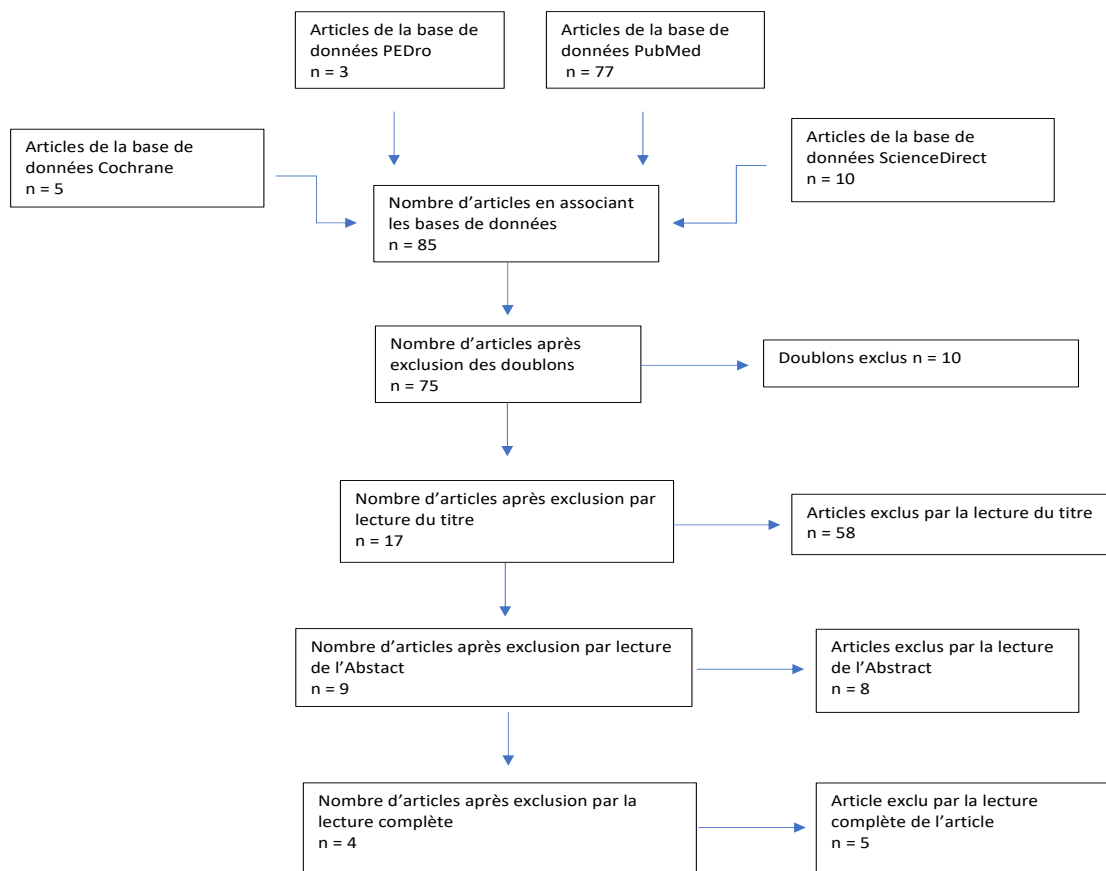 Articles de la base de
données PEDro
n = 3
Articles de la base de
données PubMed
n = 77
Articles de la base de
données Cochrane
n = 5
Articles de la base de
données ScienceDirect
n = 10
Nombre d’articles en associant
les bases de données
n = 85
Nombre d’articles après
exclusion des doublons
n = 75
Doublons exclus n = 10
Nombre d’articles après exclusion par
lecture du titre
n = 17
Articles exclus par la lecture du titre
n = 58
Nombre d’articles après exclusion par lecture
de l’Abstact
n = 9
Articles exclus par la lecture
de l’Abstract
n = 8
Nombre d’articles après exclusion par la
lecture complète
n = 4
Article exclu par la lecture
complète de l’article
n = 5